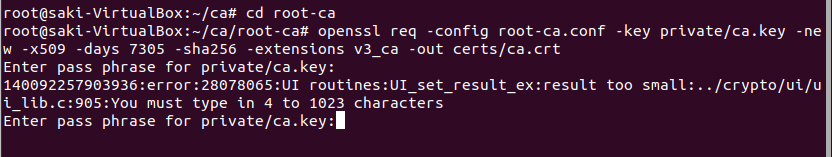 root@saki-VirtualBox:~/ca# cd root-ca
root@saki-VirtualBox:~/ca/root-ca# openssl req -config root-ca.conf -key private/ca.key -ne
w -x509 -days 7305 -sha256 -extensions v3_ca -out certs/ca.crt
Enter pass phrase for private/ca.key:
140092257903936:error:28078065:UI routines:UI_set_result_ex:result too small:../crypto/ui/u
i_lib.c:905:You must type in 4 to 1023 characters
Enter pass phrase for private/ca.key: